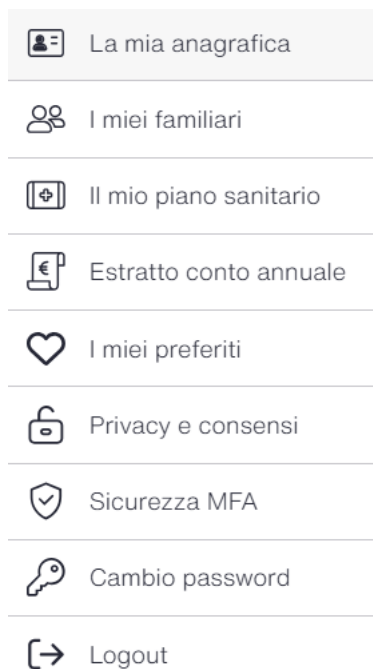 La mia anagrafica
I miei familiari
Il mio piano sanitario
Estratto conto annuale
I miei preferiti
Privacy e consensi
Sicurezza MFA
Cambio password
Logout